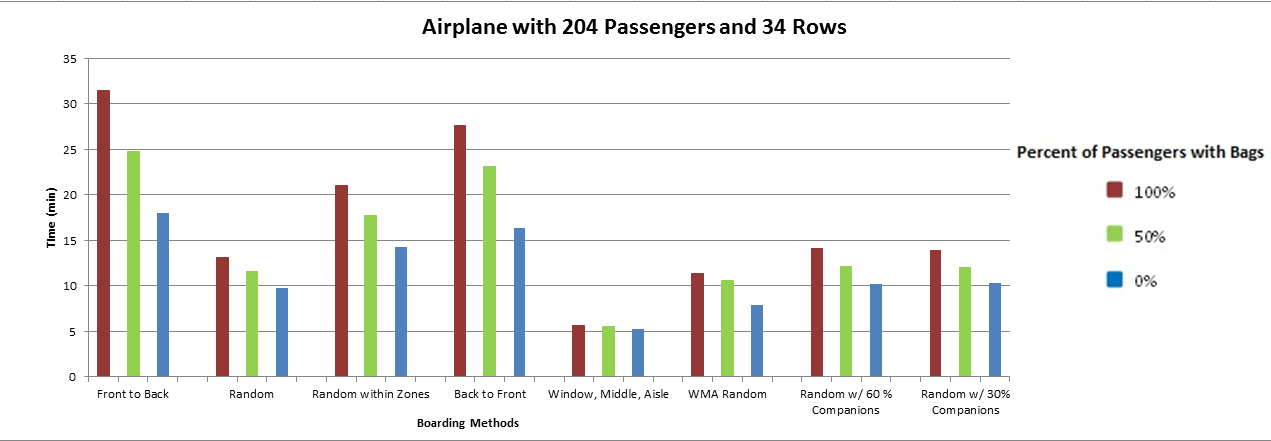 Airplane with 204 Passengers and 34 Rows
35
30
25
20
15
10
5
0
TIme (min)
Front to Back
Random
Random within Zones
Back to Front
Window, Middle, Aisle
WMA Random
Random w/ 60 %
Companions
Random w/ 30%
Companions
Boarding Methods
Percent of Passengers with Bags
100%
50%
0%